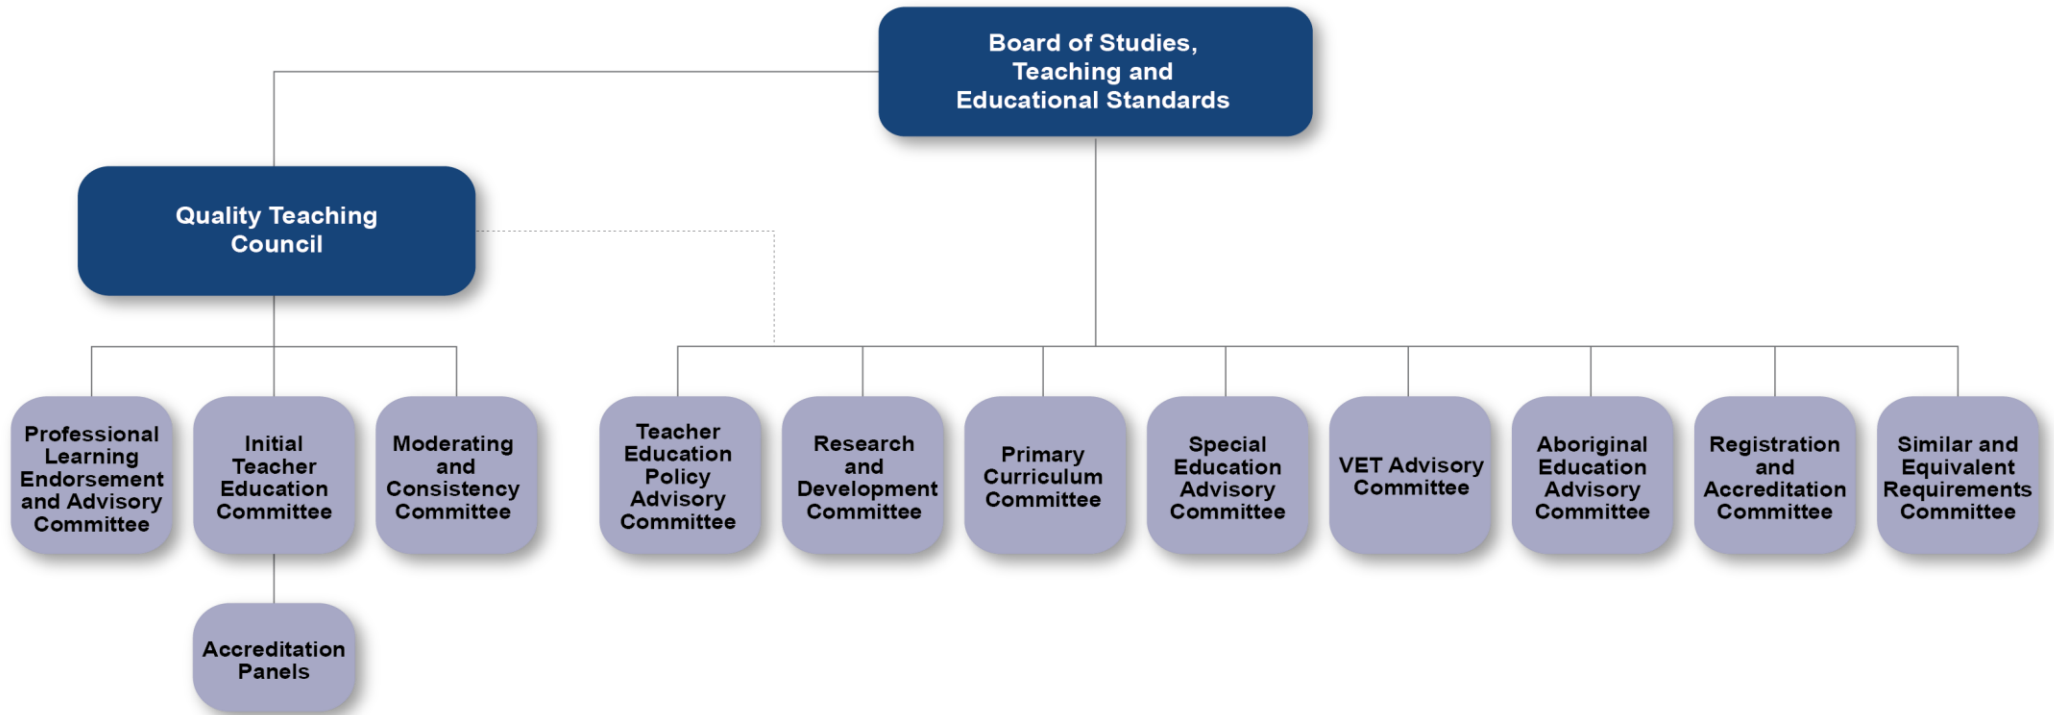 Board of Studies,
Teaching and
Educational Standards
Quality Teaching
Council
Professional
Learning
Endorsement
and Advisory
Committee
Initial
Teacher
Education
Committee
Moderating
and
Consistency
Committee
Teacher
Education
Policy
Advisory
Committee
Research
and
Development
Committee
Primary
Curriculum
Committee
Special
Education
Advisory
Committee
VET Advisory
Committee
Aboriginal
Education
Advisory
Committee
Registration
and
Accreditation
Committee
Similar and
Equivalent
Requirements
Committee
Accreditation
Panels